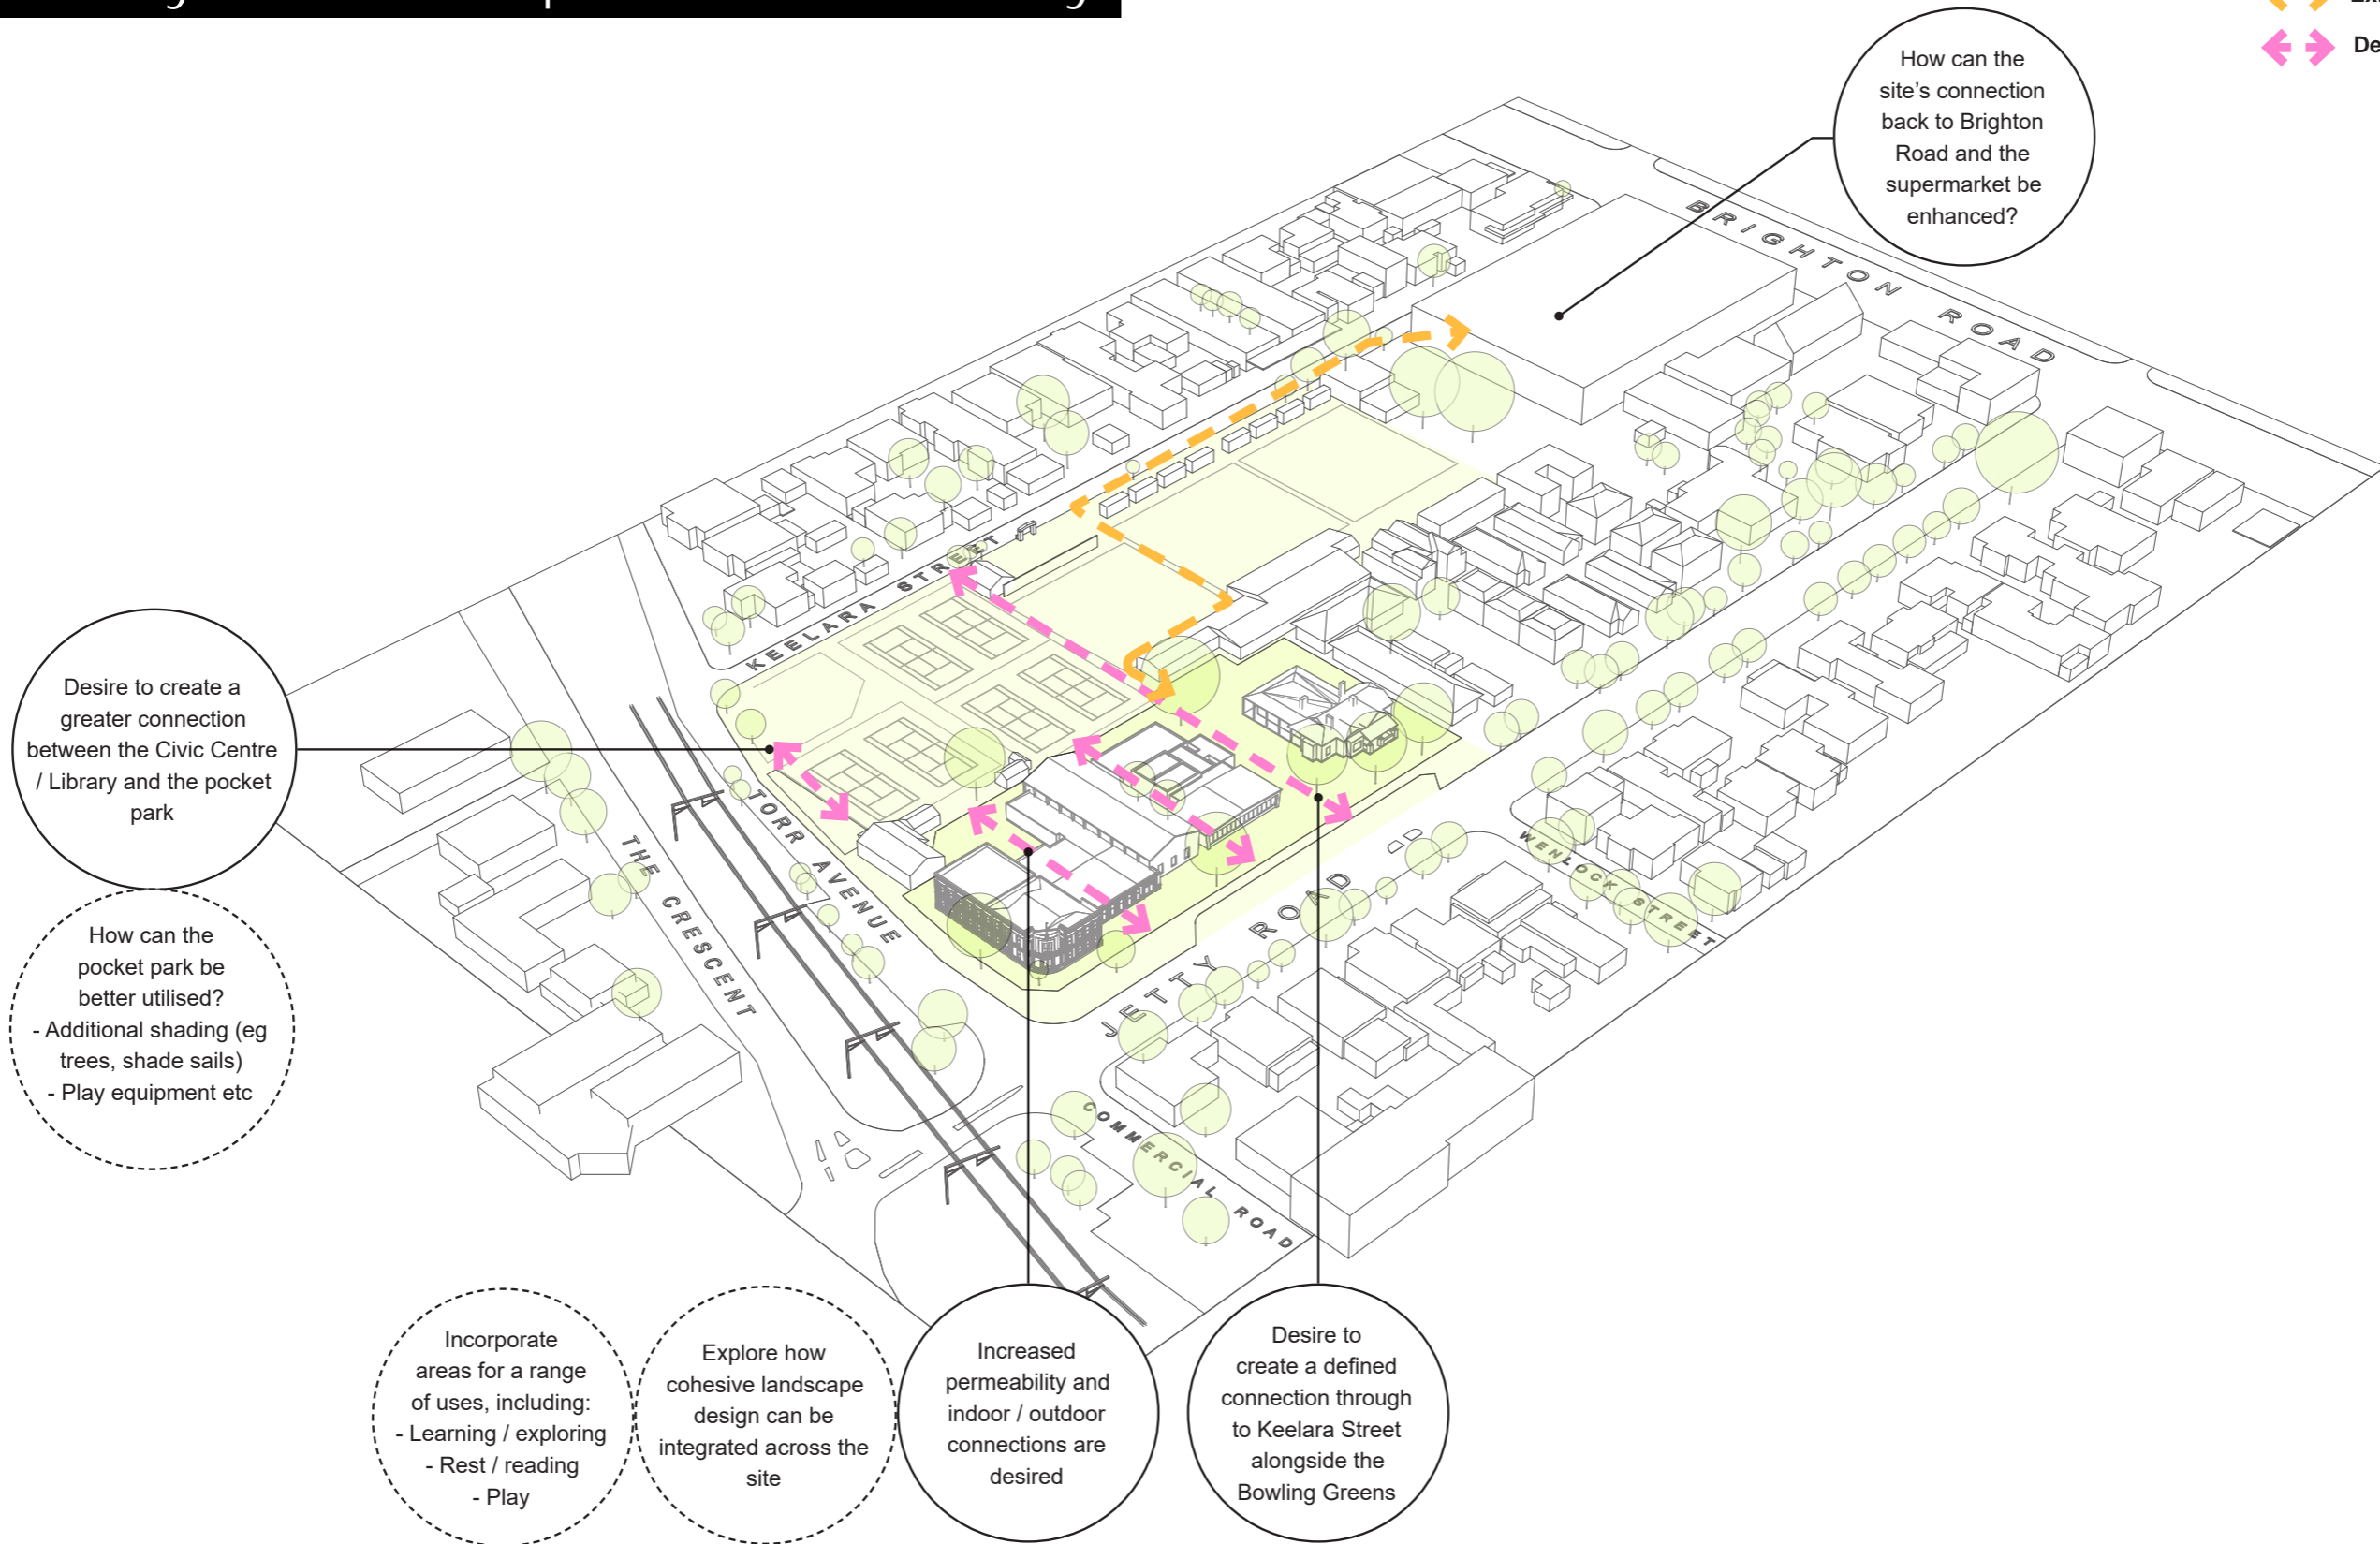 De
How can the
site's connection
back to Brighton
Road and the
supermarket be
enhanced?
BRIGHTON ROAD
KEELARA STREET
Desire to create a
greater connection
between the Civic Centre
/ Library and the pocket
park
TORR AVENUE
THE CRESCENT
WENLOCK STREET
JETTY ROAD
How can the
pocket park be
better utilised?
- Additional shading (eg
trees, shade sails)
- Play equipment etc
COMMERCIAL ROAD
Incorporate
areas for a range
of uses, including:
- Learning / exploring
- Rest / reading
- Play
Explore how
cohesive landscape
design can be
integrated across the
site
Increased
permeability and
indoor / outdoor
connections are
desired
Desire to
create a defined
connection through
to Keelara Street
alongside the
Bowling Greens